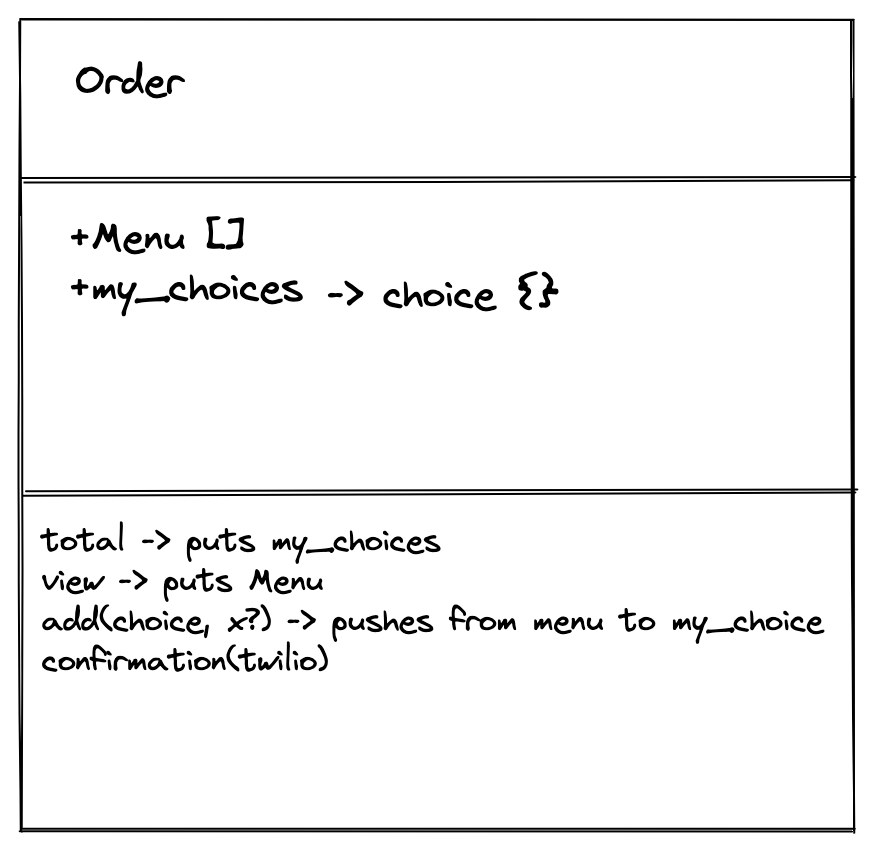 Order
+Menu []
+my_choices -> choice {}
total -> puts my_choices
view -> puts Menu
add(choice, x?) -> pushes from menu to my_choice
confirmation(twilio)